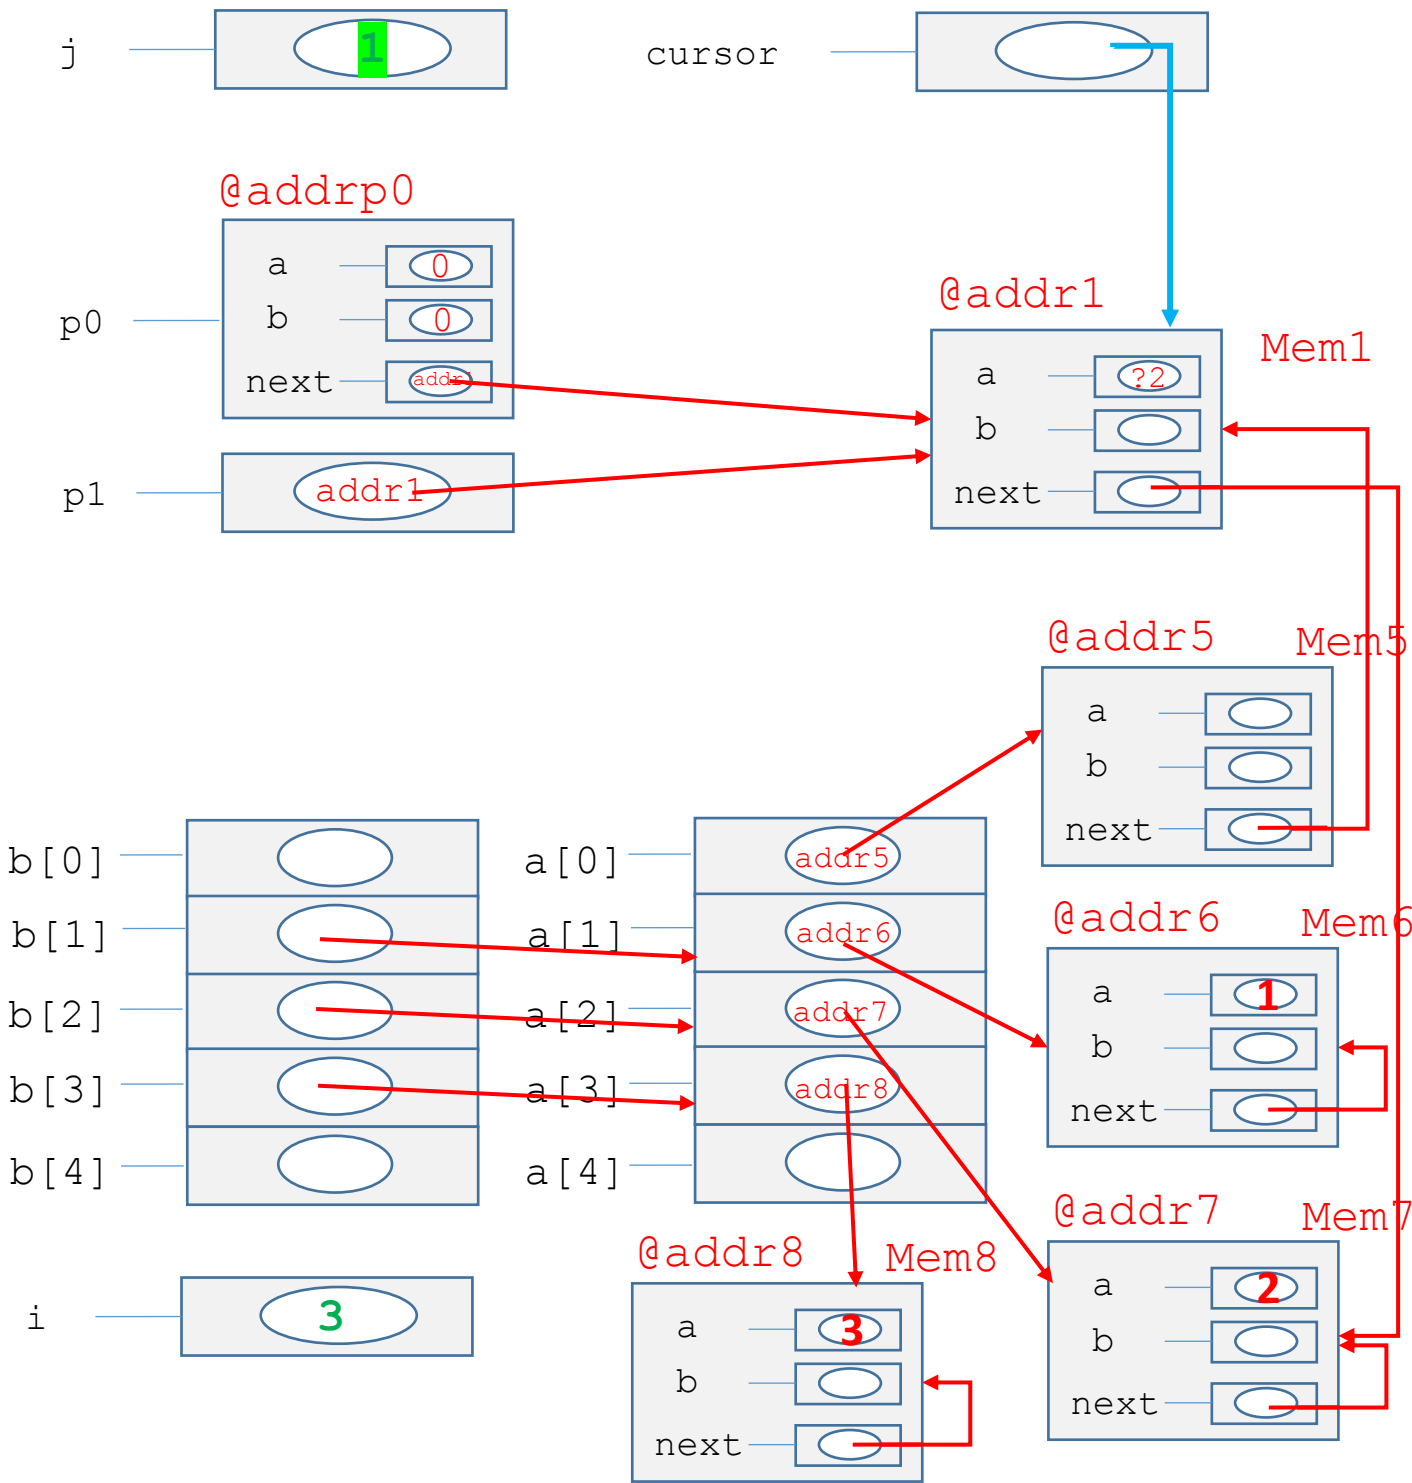 j 1 cursor
@addrp0
a 0
b 0
next addr1
p0
p1 addr1
@addr1 Mem1
a ?2
b
next
@addr5 Mem5
a
b
next
b[0] a[0] addr5
b[1] a[1] addr6
b[2] a[2] addr7
b[3] a[3] addr8
b[4] a[4]
@addr6 Mem6
a 1
b
next
@addr7 Mem7
a 2
b
next
@addr8 Mem8
a 3
b
next
i 3